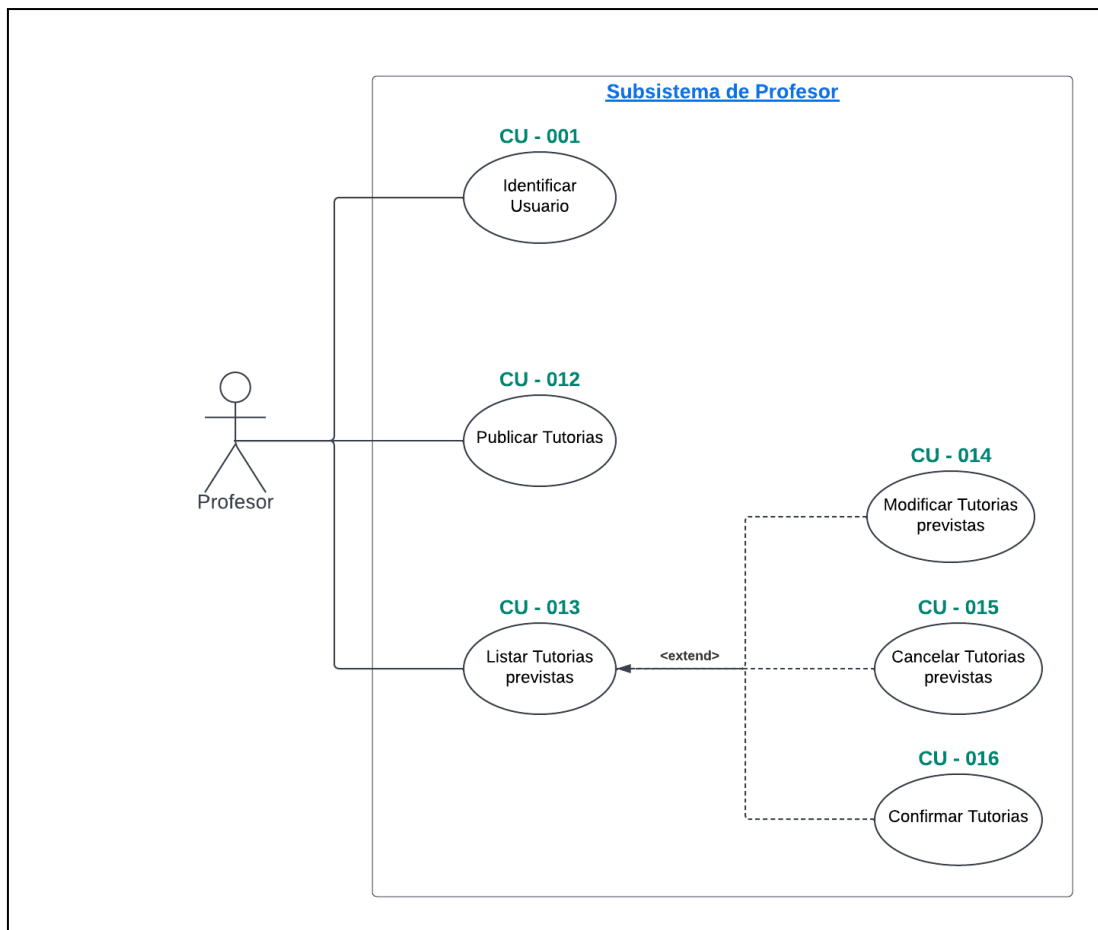 Subsistema de Profesor
CU - 001
Identificar
Usuario
CU - 012
Publicar Tutorias
Profesor
CU - 014
Modificar Tutorias
previstas
CU - 013
Listar Tutorias
previstas
<extend>
CU - 015
Cancelar Tutorias
previstas
CU - 016
Confirmar Tutorias